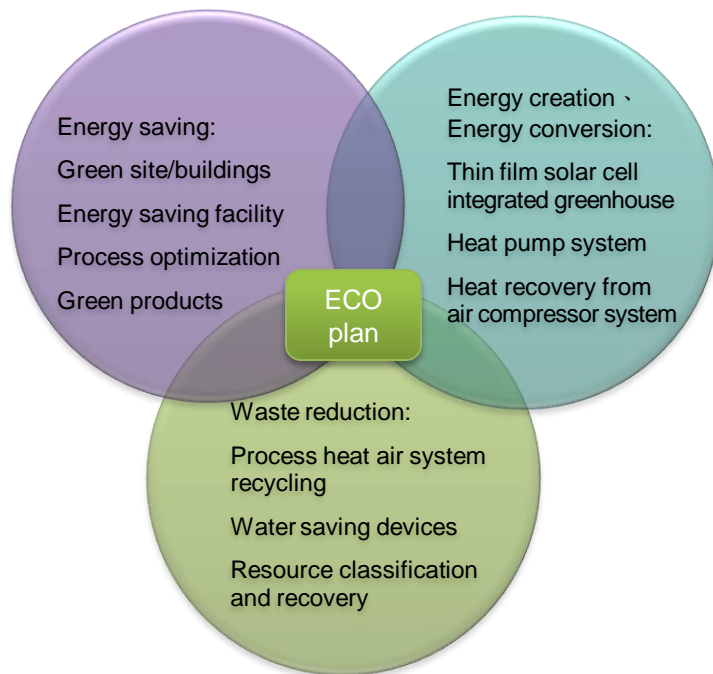 Energy saving:
Green site/buildings
Energy saving facility
Process optimization
Green products
Energy creation、
Energy conversion:
Thin film solar cell
integrated greenhouse
Heat pump system
Heat recovery from
air compressor system
ECO
plan
Waste reduction:
Process heat air system
recycling
Water saving devices
Resource classification
and recovery